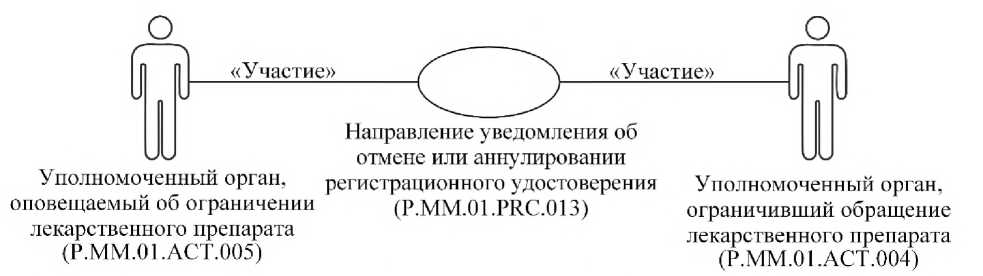 «Участие»
«Участие»
Направление уведомления об
отмене или аннулировании
регистрационного удостоверения
(P.MM.01.PRC.013)
Уполномоченный орган,
оповещаемый об ограничении
лекарственного препарата
(P.MM.01.ACT.005)
Уполномоченный орган,
ограничивший обращение
лекарственного препарата
(P.MM.01.ACT.004)